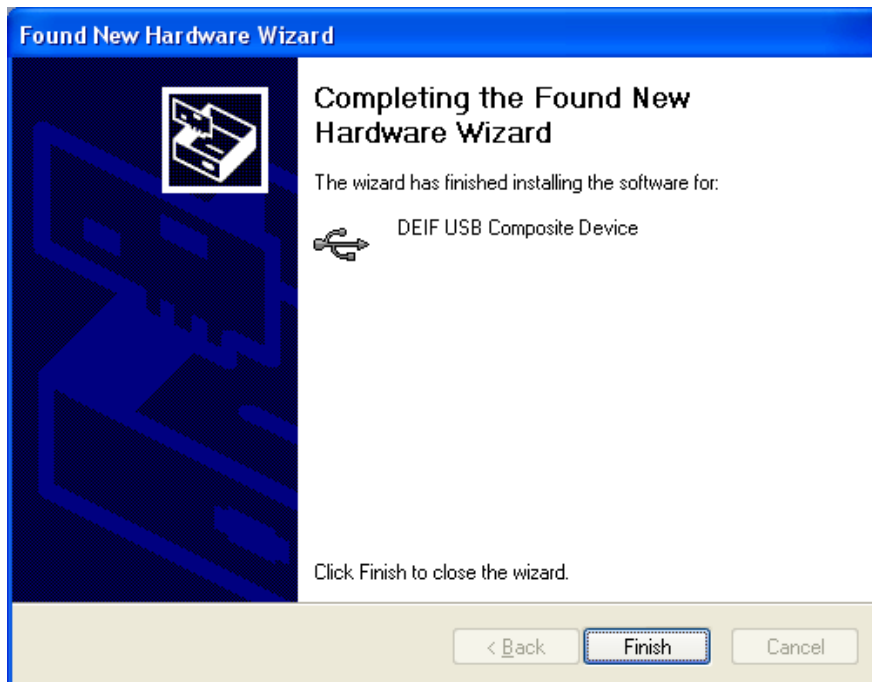 Found New Hardware Wizard
Completing the Found New
Hardware Wizard
The wizard has finished installing the software for:
DEIF USB Composite Device
Click Finish to close the wizard.
< Back
Finish
Cancel